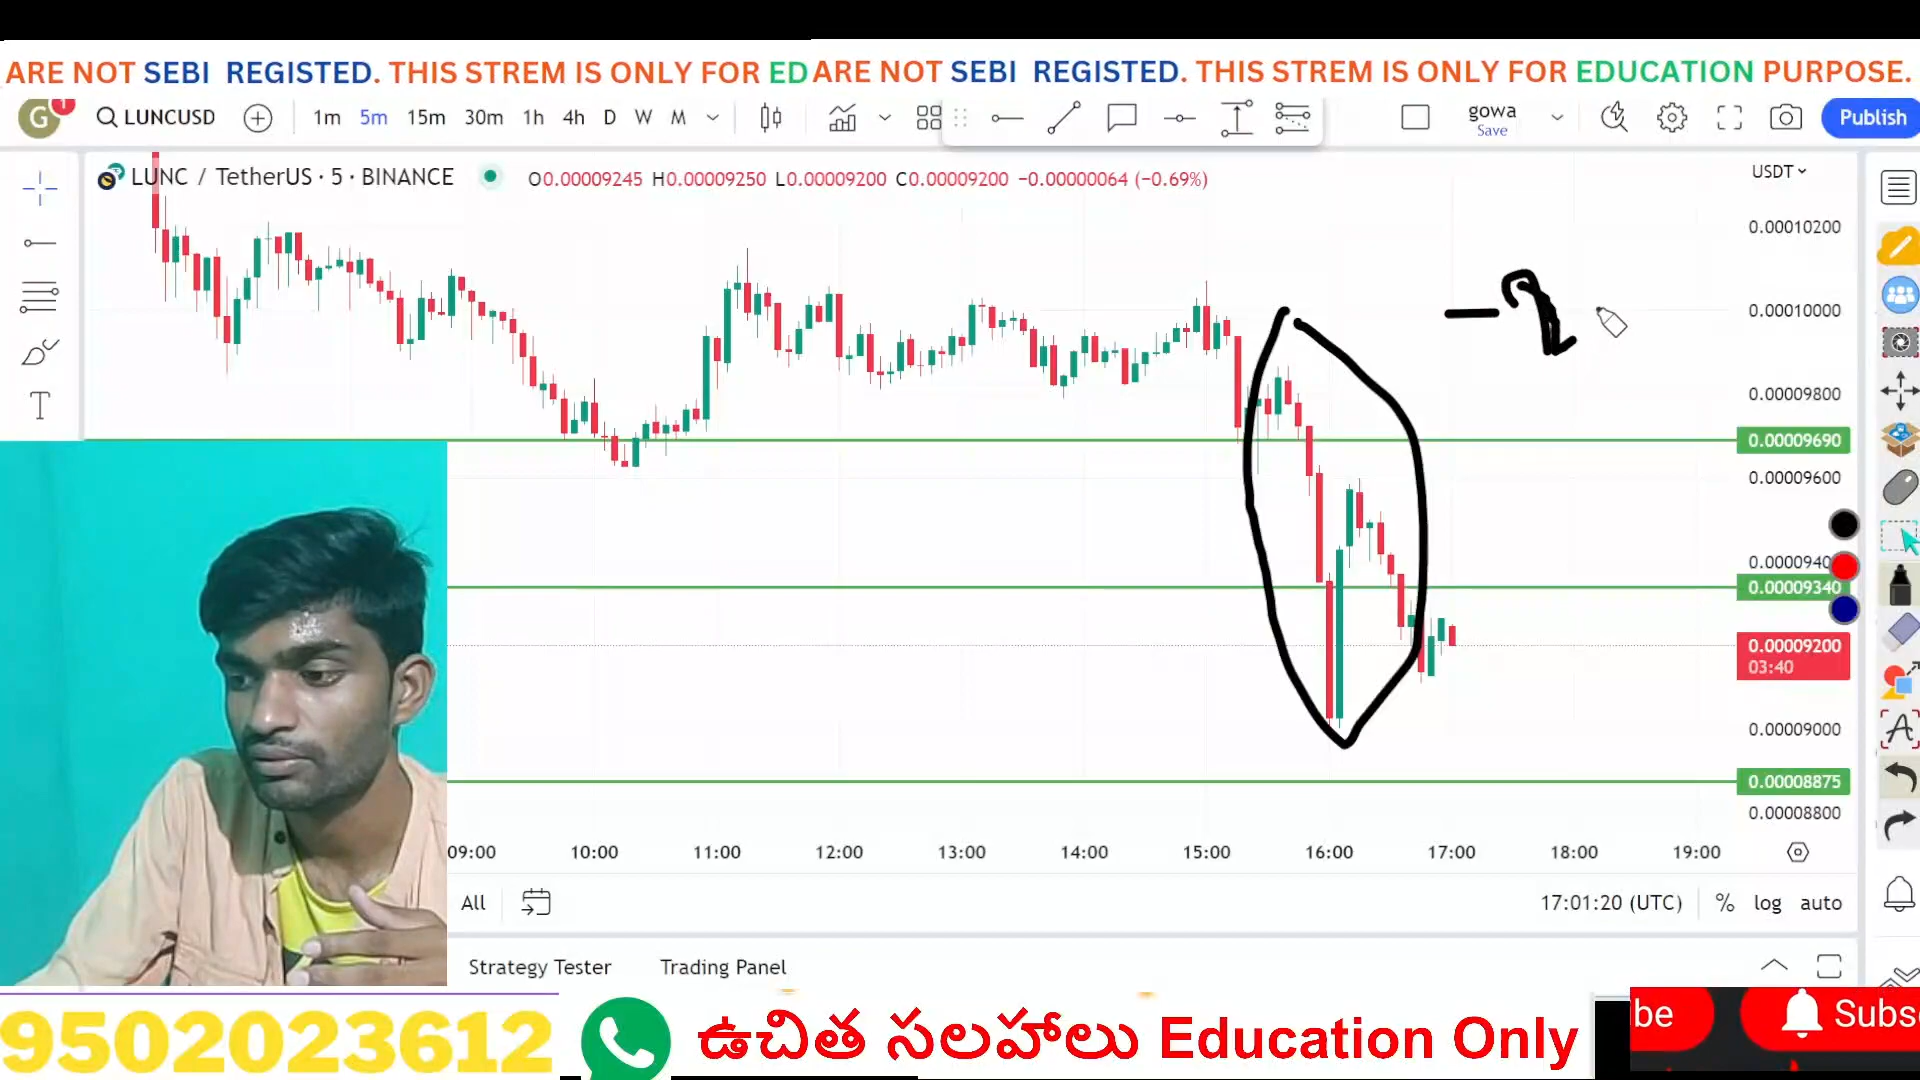 ARE NOT SEBI REGISTED. THIS STREM IS ONLY FOR ED ARE NOT SEBI REGISTED. THIS STREM IS ONLY FOR EDUCATION PURPOSE.
G 1 LUNCUSD 1m 5m 15m 30m 1h 4h D W M gowa Save Publish
LUNC / TetherUS · 5 · BINANCE O0.00009245 H0.00009250 L0.00009200 C0.00009200 −0.00000064 (−0.69%) USDT
0.00010200
0.00010000
0.00009800
T
0.00009690
0.00009600
0.00009400
0.00009340
0.00009200
03:40
0.00009000
0.00008875
0.00008800
09:00 10:00 11:00 12:00 13:00 14:00 15:00 16:00 17:00 18:00 19:00
All 17:01:20 (UTC) % log auto
Strategy Tester Trading Panel
9502023612 ఉచిత సలహాలు Education Only be Subs